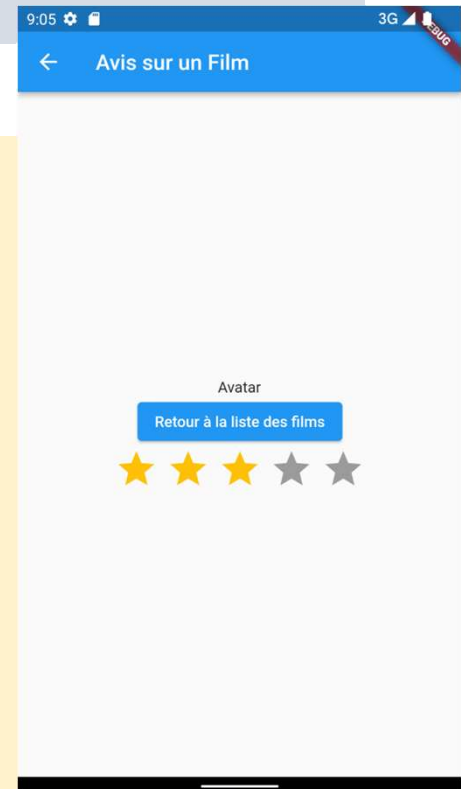 9:05 3G
DEBUG
Avis sur un Film
Avatar
Retour à la liste des films